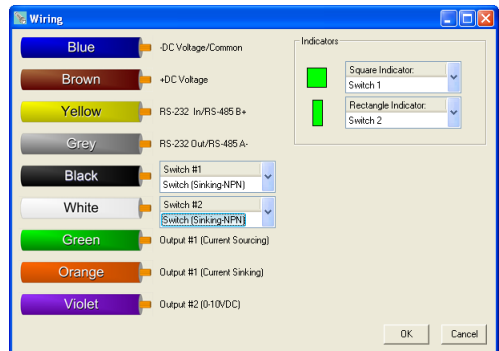 Wiring
Blue -DC Voltage/Common
Brown +DC Voltage
Yellow RS-232 In/RS-485 B+
Grey RS-232 Out/RS-485 A-
Black Switch #1
Switch (Sinking-NPN)
White Switch #2
Switch (Sinking-NPN)
Green Output #1 (Current Sourcing)
Orange Output #1 (Current Sinking)
Violet Output #2 (0-10VDC)
Indicators
Square Indicator:
Switch 1
Rectangle Indicator:
Switch 2
OK Cancel